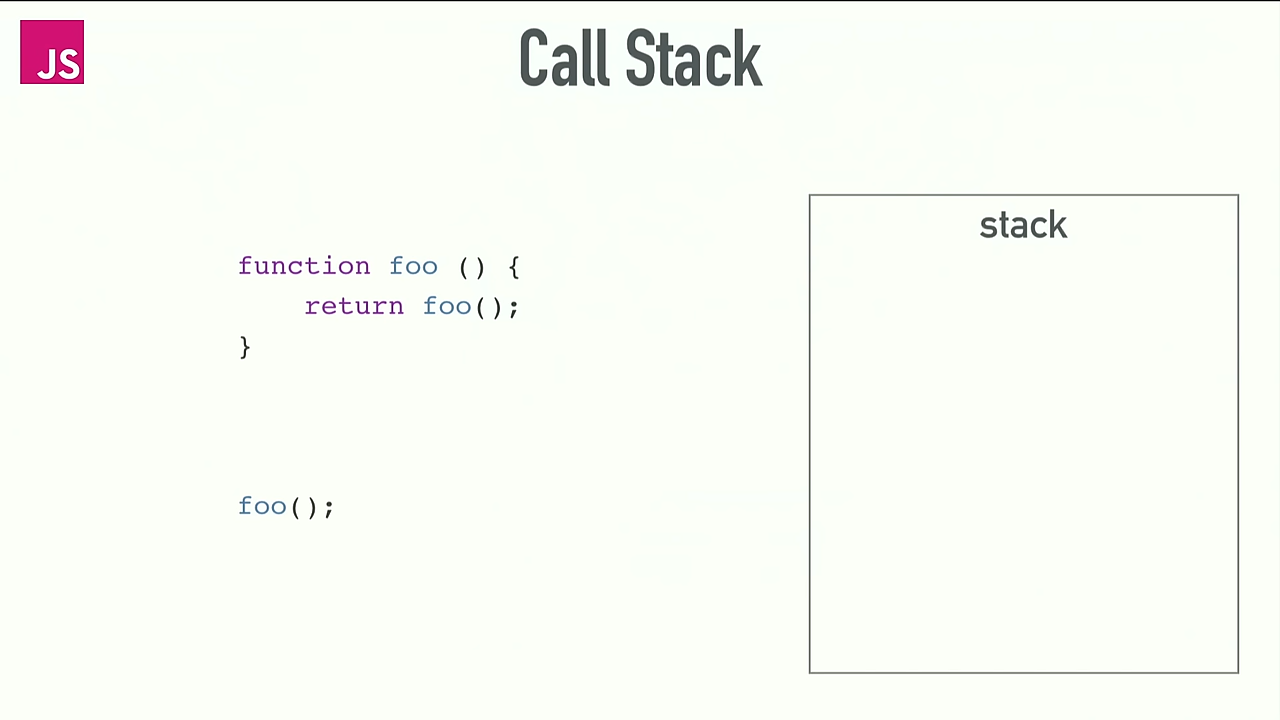 JS
Call Stack
stack
function foo () {
    return foo();
}
foo();